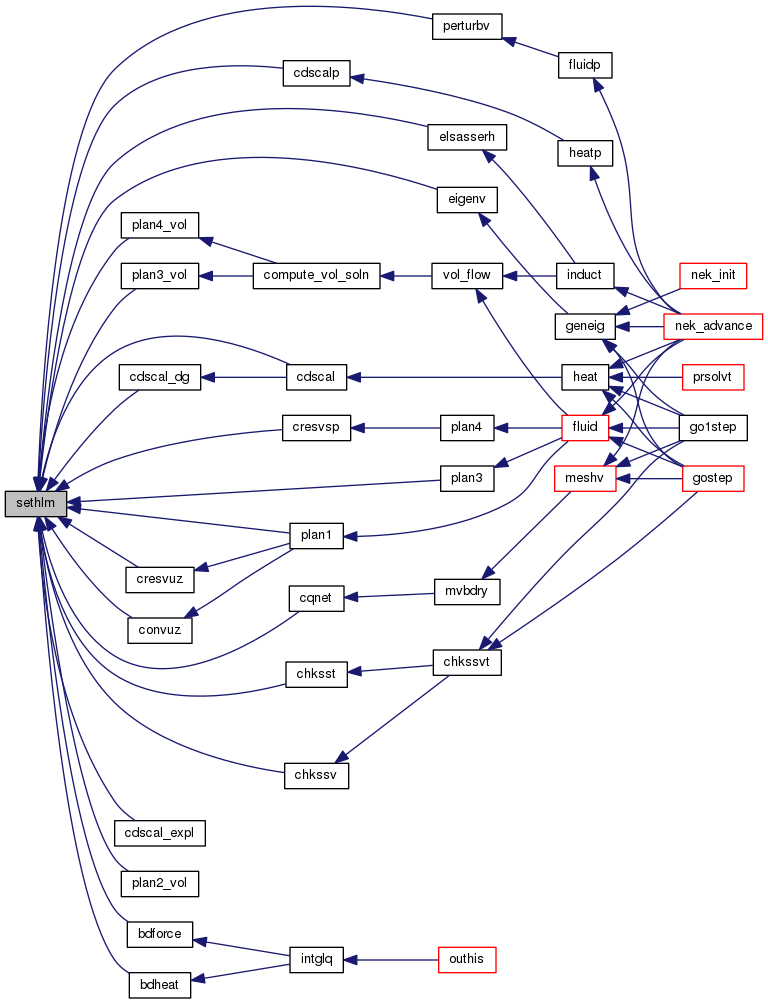 perturbv
fluidp
cdscalp
elsasserh
heatp
eigenv
plan4_vol
plan3_vol
compute_vol_soln
vol_flow
induct
nek_init
geneig
nek_advance
cdscal_dg
cdscal
heat
prsolvt
cresvsp
plan4
fluid
go1step
plan3
meshv
gostep
sethlm
plan1
cresvuz
cqnet
mvbdry
convuz
chksst
chkssvt
chkssv
cdscal_expl
plan2_vol
bdforce
intglq
outhis
bdheat